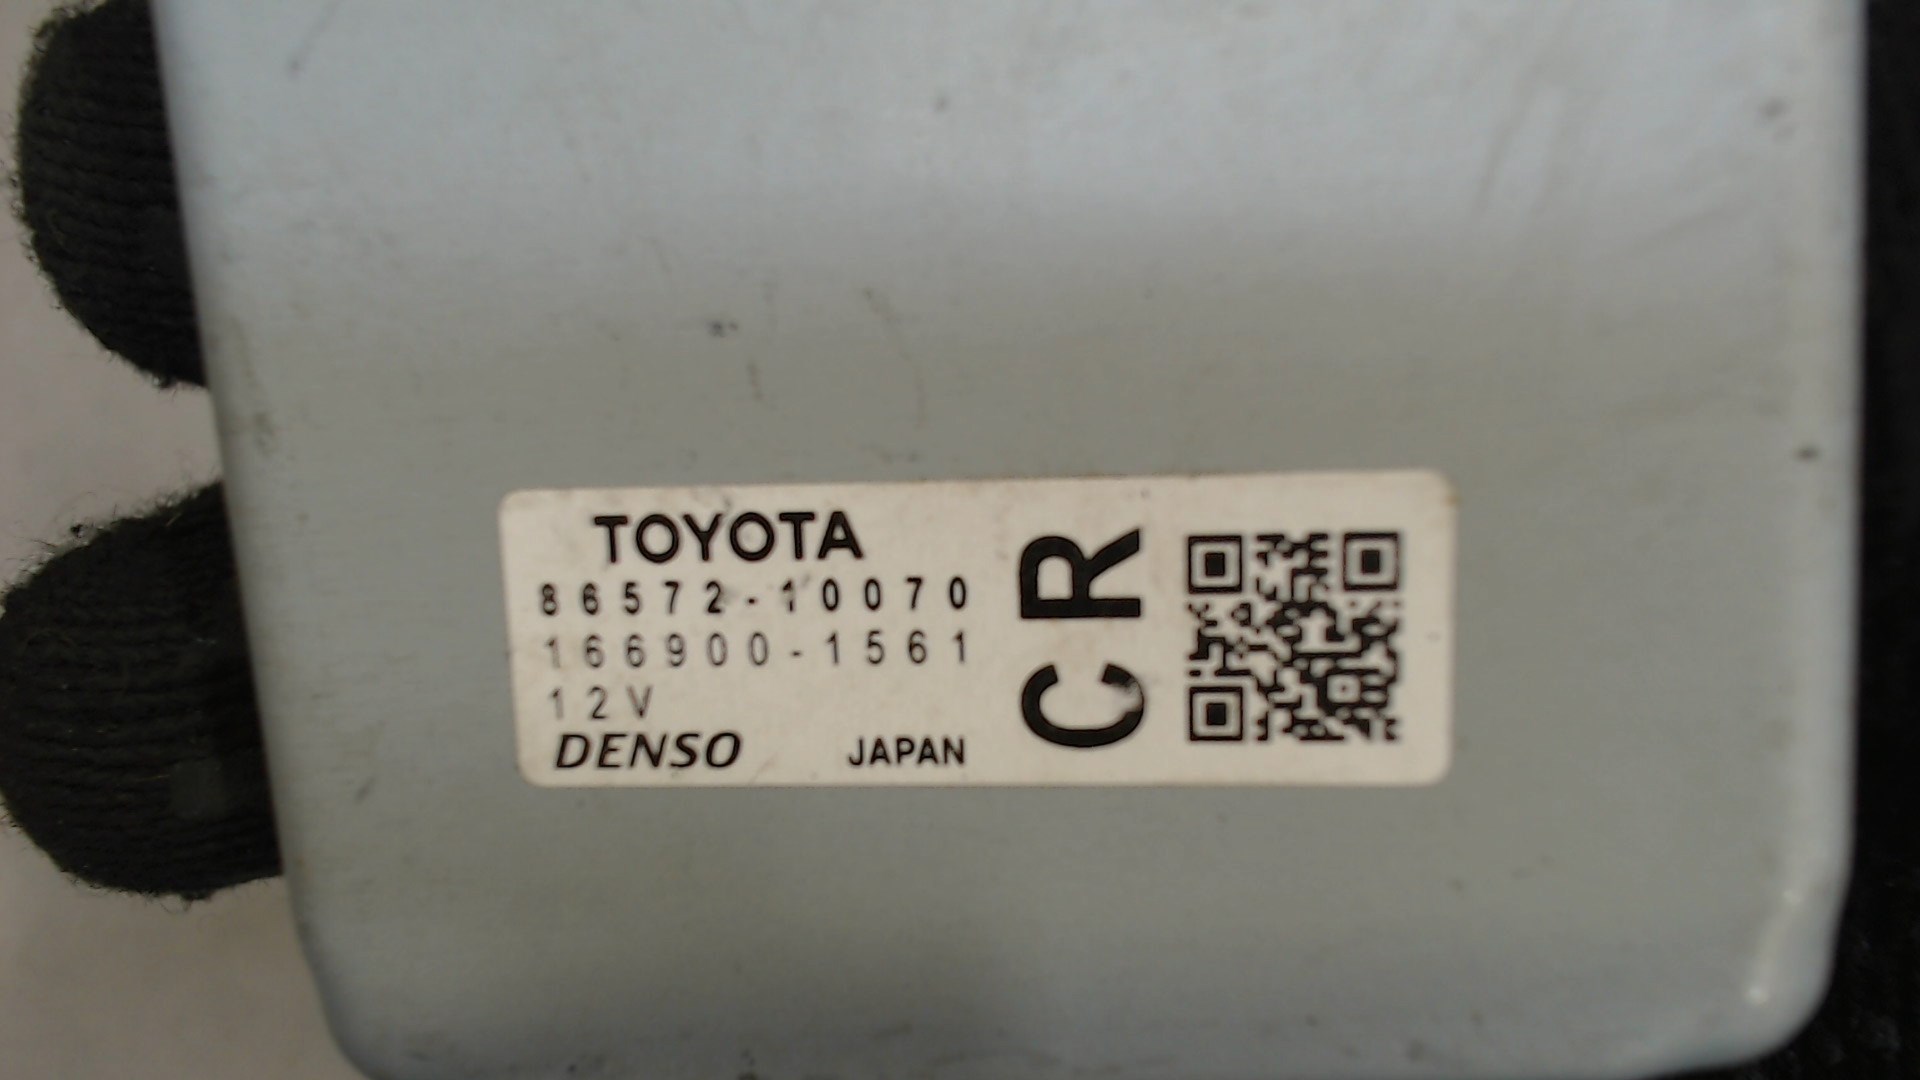 TOYOTA
86572-10070
166900-1561
12V
DENSO JAPAN
CR